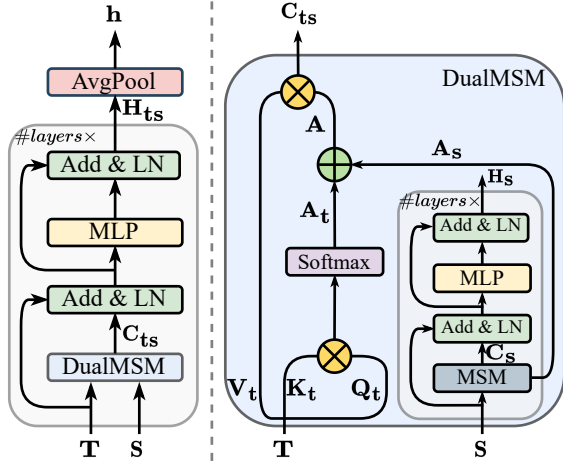 h
AvgPool
H_ts
#layers×
Add & LN
MLP
Add & LN
C_ts
DualMSM
T
S
C_ts
DualMSM
A
A_s
A_t
H_s
#layers×
Add & LN
Softmax
MLP
Add & LN
C_s
MSM
V_t
K_t
Q_t
T
S